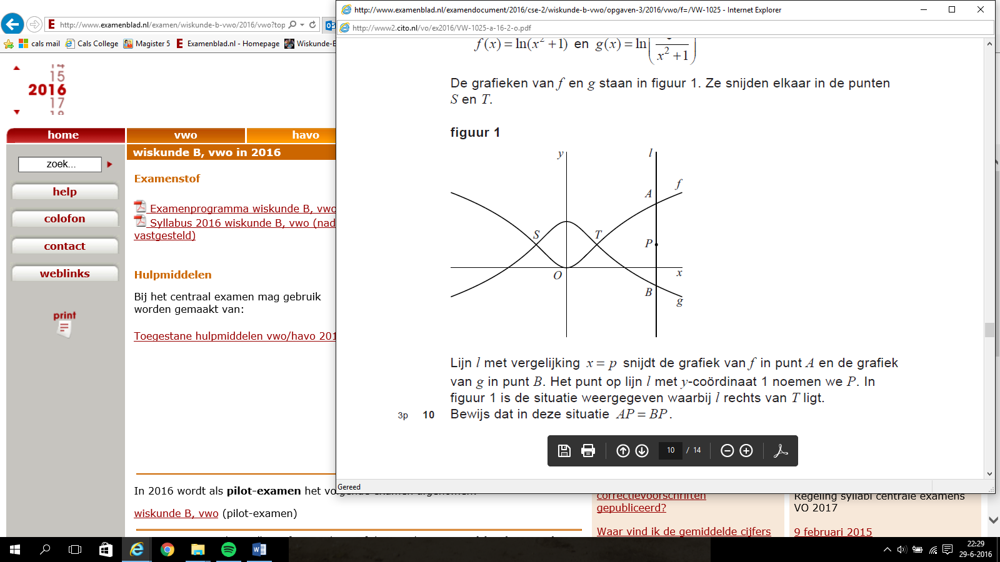 http://www.examenblad.nl/examendocument/2016/cse-2/wiskunde-b-vwo/opgaven-3/2016/vwo/f=/VW-1025 - Internet Explorer
http://www.examenblad.nl/examen/wiskunde-b-vwo/2016/vwo?top
http://www2.cito.nl/vo/ex2016/VW-1025-a-16-2-o.pdf
cals mail
Cals College
Magister 5
Examenblad.nl - Homepage
Wiskunde-E
15
2016
17
home
vwo
havo
wiskunde B, vwo in 2016
zoek...
help
colofon
contact
weblinks
print
Examenstof
Examenprogramma wiskunde B, vwo
Syllabus 2016 wiskunde B, vwo (nad
vastgesteld)
Hulpmiddelen
Bij het centraal examen mag gebruik
worden gemaakt van:
Toegestane hulpmiddelen vwo/havo 201
In 2016 wordt als pilot-examen het
wiskunde B, vwo (pilot-examen)
f(x) = ln(x² + 1) en g(x) = ln( / x² + 1)
De grafieken van f en g staan in figuur 1. Ze snijden elkaar in de punten
S en T.
figuur 1
y
l
f
A
S
T
P
O
x
B
g
Lijn l met vergelijking x = p snijdt de grafiek van f in punt A en de grafiek
van g in punt B. Het punt op lijn l met y-coördinaat 1 noemen we P. In
figuur 1 is de situatie weergegeven waarbij l rechts van T ligt.
3p 10 Bewijs dat in deze situatie AP = BP.
10 / 14
Gereed
correctievoorschriften
gepubliceerd?
Waar vind ik de gemiddelde cijfers
Regeling syllabi centrale examens
VO 2017
9 februari 2015
22:29
29-6-2016